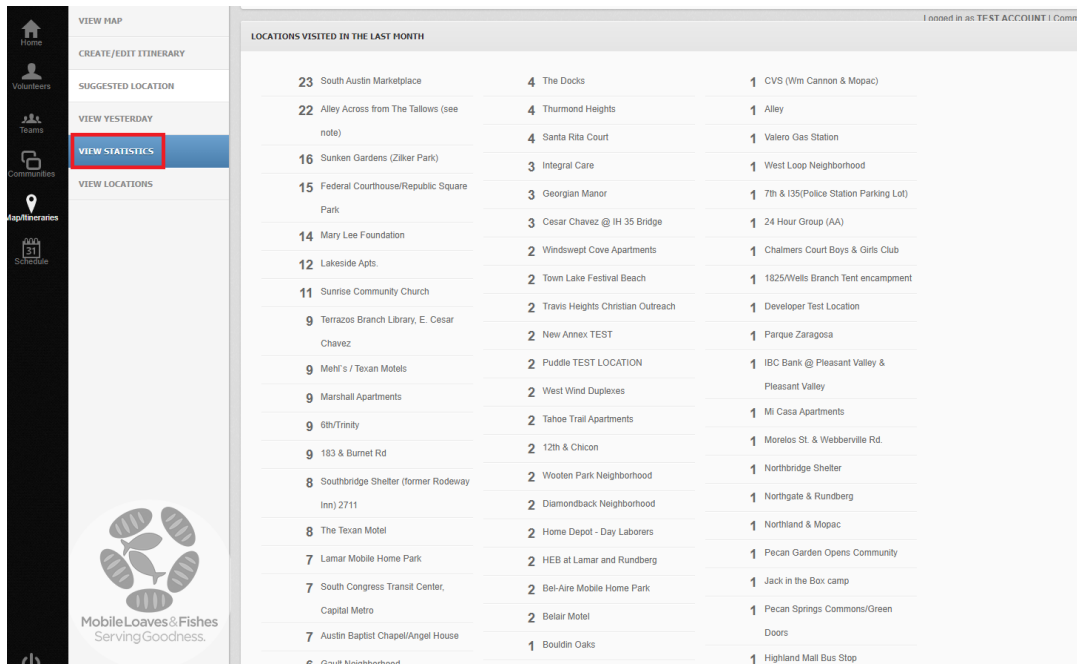 Home
Volunteers
Teams
Communities
Map/Itineraries
31
Schedule
VIEW MAP
CREATE/EDIT ITINERARY
SUGGESTED LOCATION
VIEW YESTERDAY
VIEW STATISTICS
VIEW LOCATIONS
Mobile Loaves & Fishes
Serving Goodness.
Logged in as TEST ACCOUNT | Comm
LOCATIONS VISITED IN THE LAST MONTH
23 South Austin Marketplace
22 Alley Across from The Tallows (see
note)
16 Sunken Gardens (Zilker Park)
15 Federal Courthouse/Republic Square
Park
14 Mary Lee Foundation
12 Lakeside Apts.
11 Sunrise Community Church
9 Terrazos Branch Library, E. Cesar
Chavez
9 Mehl`s / Texan Motels
9 Marshall Apartments
9 6th/Trinity
9 183 & Burnet Rd
8 Southbridge Shelter (former Rodeway
Inn) 2711
8 The Texan Motel
7 Lamar Mobile Home Park
7 South Congress Transit Center,
Capital Metro
7 Austin Baptist Chapel/Angel House
6 Gault Neighborhood
4 The Docks
4 Thurmond Heights
4 Santa Rita Court
3 Integral Care
3 Georgian Manor
3 Cesar Chavez @ IH 35 Bridge
2 Windswept Cove Apartments
2 Town Lake Festival Beach
2 Travis Heights Christian Outreach
2 New Annex TEST
2 Puddle TEST LOCATION
2 West Wind Duplexes
2 Tahoe Trail Apartments
2 12th & Chicon
2 Wooten Park Neighborhood
2 Diamondback Neighborhood
2 Home Depot - Day Laborers
2 HEB at Lamar and Rundberg
2 Bel-Aire Mobile Home Park
2 Belair Motel
1 Bouldin Oaks
1 CVS (Wm Cannon & Mopac)
1 Alley
1 Valero Gas Station
1 West Loop Neighborhood
1 7th & I35(Police Station Parking Lot)
1 24 Hour Group (AA)
1 Chalmers Court Boys & Girls Club
1 1825/Wells Branch Tent encampment
1 Developer Test Location
1 Parque Zaragosa
1 IBC Bank @ Pleasant Valley &
Pleasant Valley
1 Mi Casa Apartments
1 Morelos St. & Webberville Rd.
1 Northbridge Shelter
1 Northgate & Rundberg
1 Northland & Mopac
1 Pecan Garden Opens Community
1 Jack in the Box camp
1 Pecan Springs Commons/Green
Doors
1 Highland Mall Bus Stop